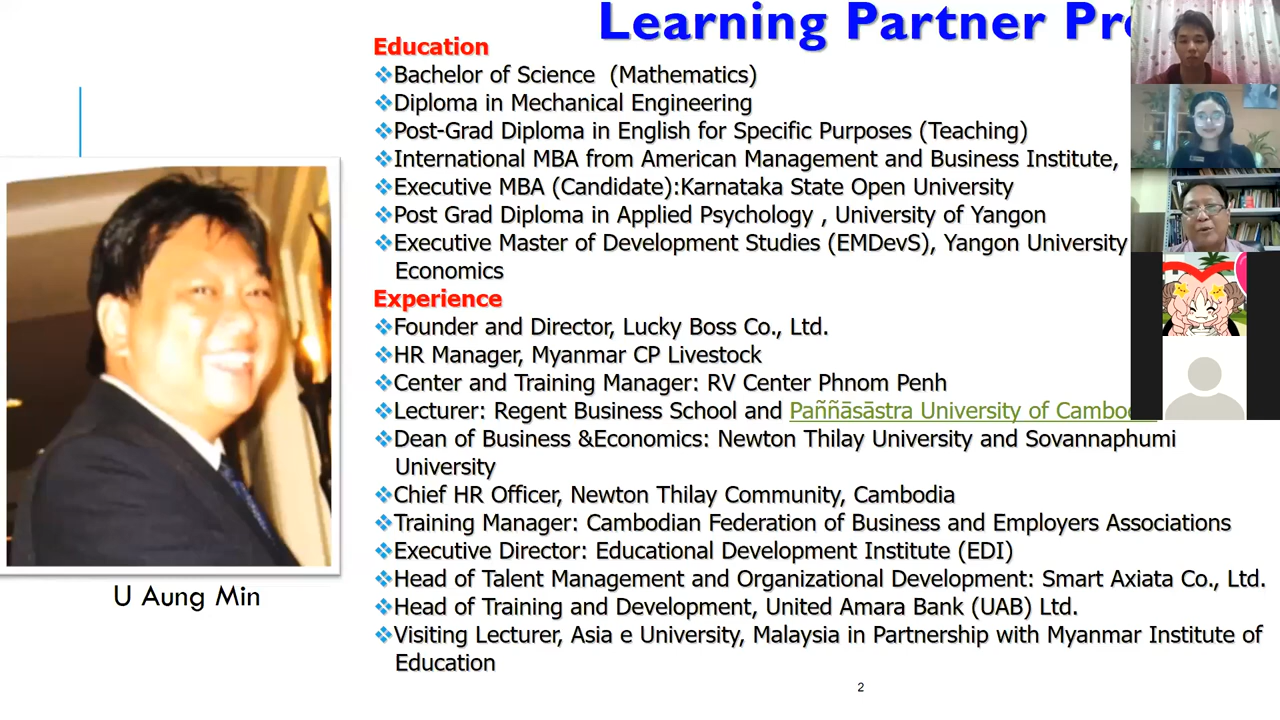 Learning Partner Pro
Education
Bachelor of Science (Mathematics)
Diploma in Mechanical Engineering
Post-Grad Diploma in English for Specific Purposes (Teaching)
International MBA from American Management and Business Institute,
Executive MBA (Candidate):Karnataka State Open University
Post Grad Diploma in Applied Psychology , University of Yangon
Executive Master of Development Studies (EMDevS), Yangon University
Economics
Experience
Founder and Director, Lucky Boss Co., Ltd.
HR Manager, Myanmar CP Livestock
Center and Training Manager: RV Center Phnom Penh
Lecturer: Regent Business School and Paññāsāstra University of
Dean of Business &Economics: Newton Thilay University and Sovannaphumi
University
Chief HR Officer, Newton Thilay Community, Cambodia
Training Manager: Cambodian Federation of Business and Employers Associations
Executive Director: Educational Development Institute (EDI)
Head of Talent Management and Organizational Development: Smart Axiata Co., Ltd.
Head of Training and Development, United Amara Bank (UAB) Ltd.
Visiting Lecturer, Asia e University, Malaysia in Partnership with Myanmar Institute of
Education
U Aung Min
2